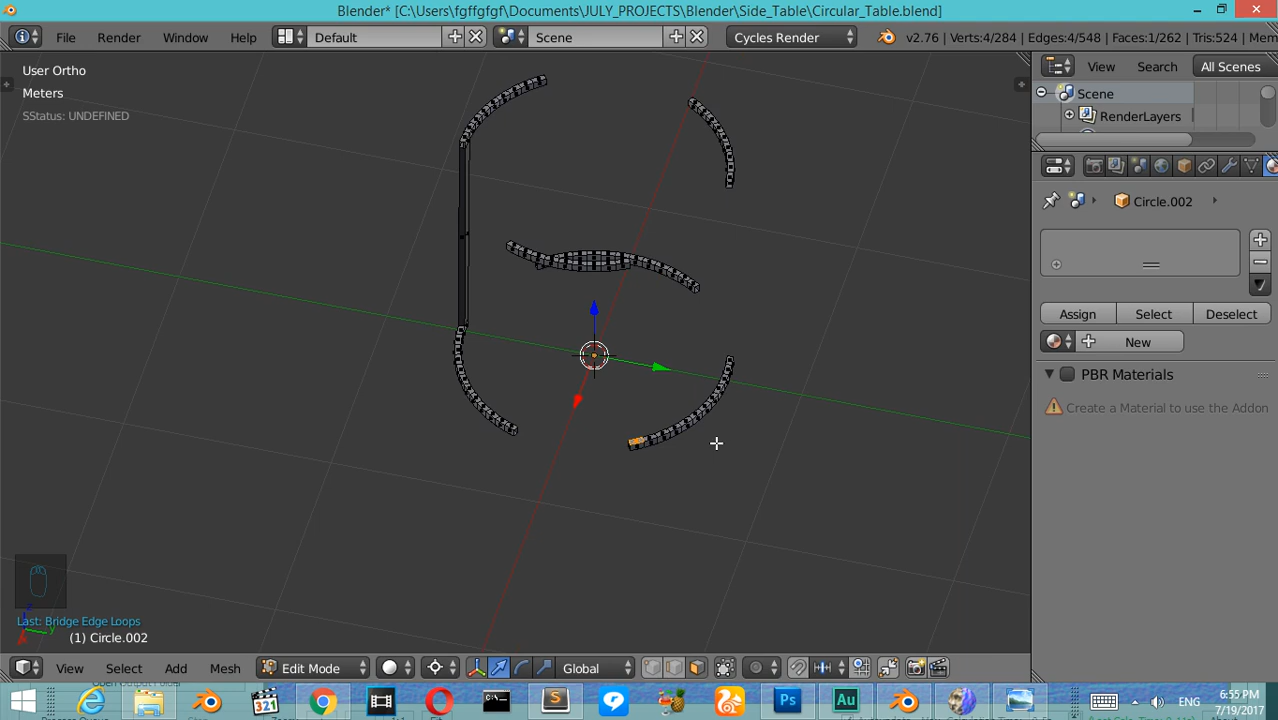 Blender* [C:\Users\fgffgfgf\Documents\JULY_PROJECTS\Blender\Side_Table\Circular_Table.blend]
File Render Window Help Default Scene Cycles Render v2.76 | Verts:4/284 | Edges:4/548 | Faces:1/262 | Tris:524 | Mem
User Ortho
Meters
SStatus: UNDEFINED
View Search All Scenes
Scene
RenderLayers
Circle.002
Assign Select Deselect
New
PBR Materials
Create a Material to use the Addon
Last: Bridge Edge Loops
(1) Circle.002
z
y
View Select Add Mesh Edit Mode Global
321 Ps Au ENG 6:55 PM
7/19/2017